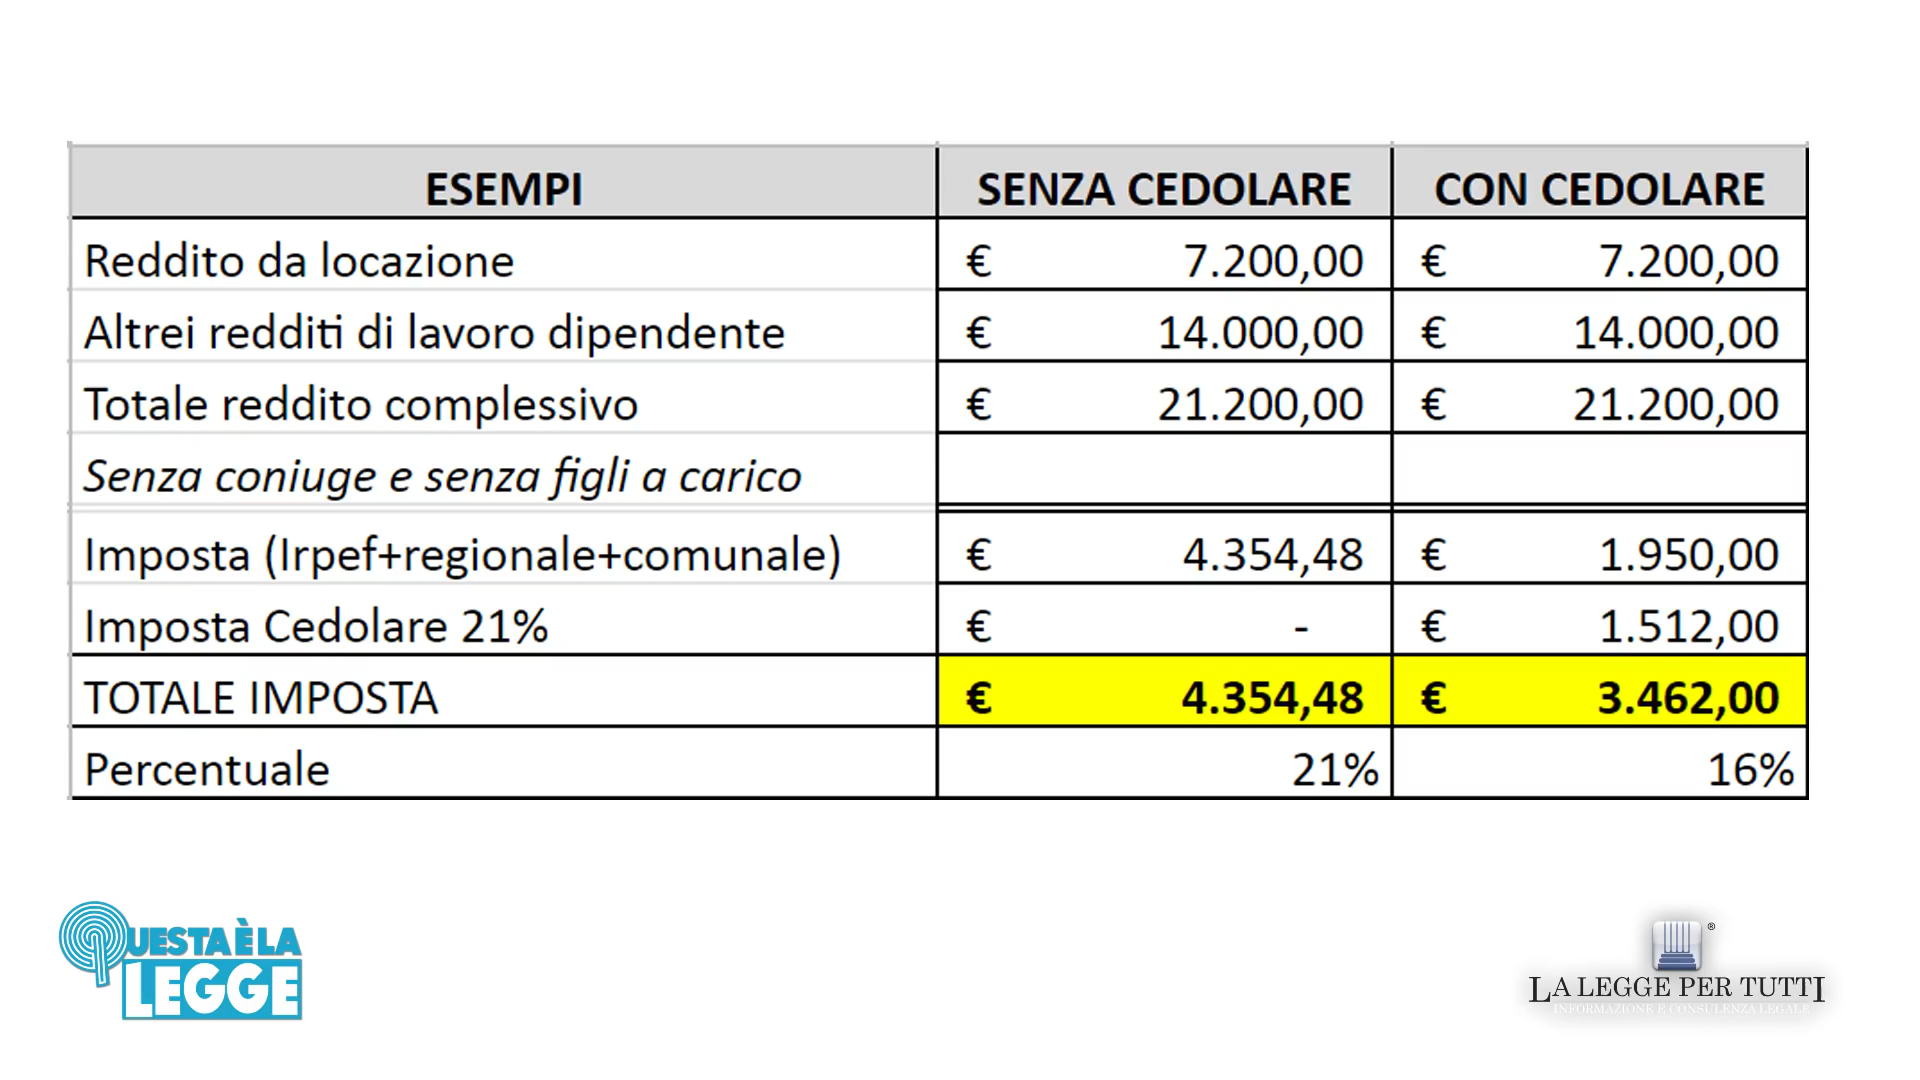 ESEMPI SENZA CEDOLARE CON CEDOLARE
Reddito da locazione € 7.200,00 € 7.200,00
Altrei redditi di lavoro dipendente € 14.000,00 € 14.000,00
Totale reddito complessivo € 21.200,00 € 21.200,00
Senza coniuge e senza figli a carico
Imposta (Irpef+regionale+comunale) € 4.354,48 € 1.950,00
Imposta Cedolare 21% € - € 1.512,00
TOTALE IMPOSTA € 4.354,48 € 3.462,00
Percentuale 21% 16%
QUESTA È LA
LEGGE
®
LA LEGGE PER TUTTI
INFORMAZIONE E CONSULENZA LEGALE